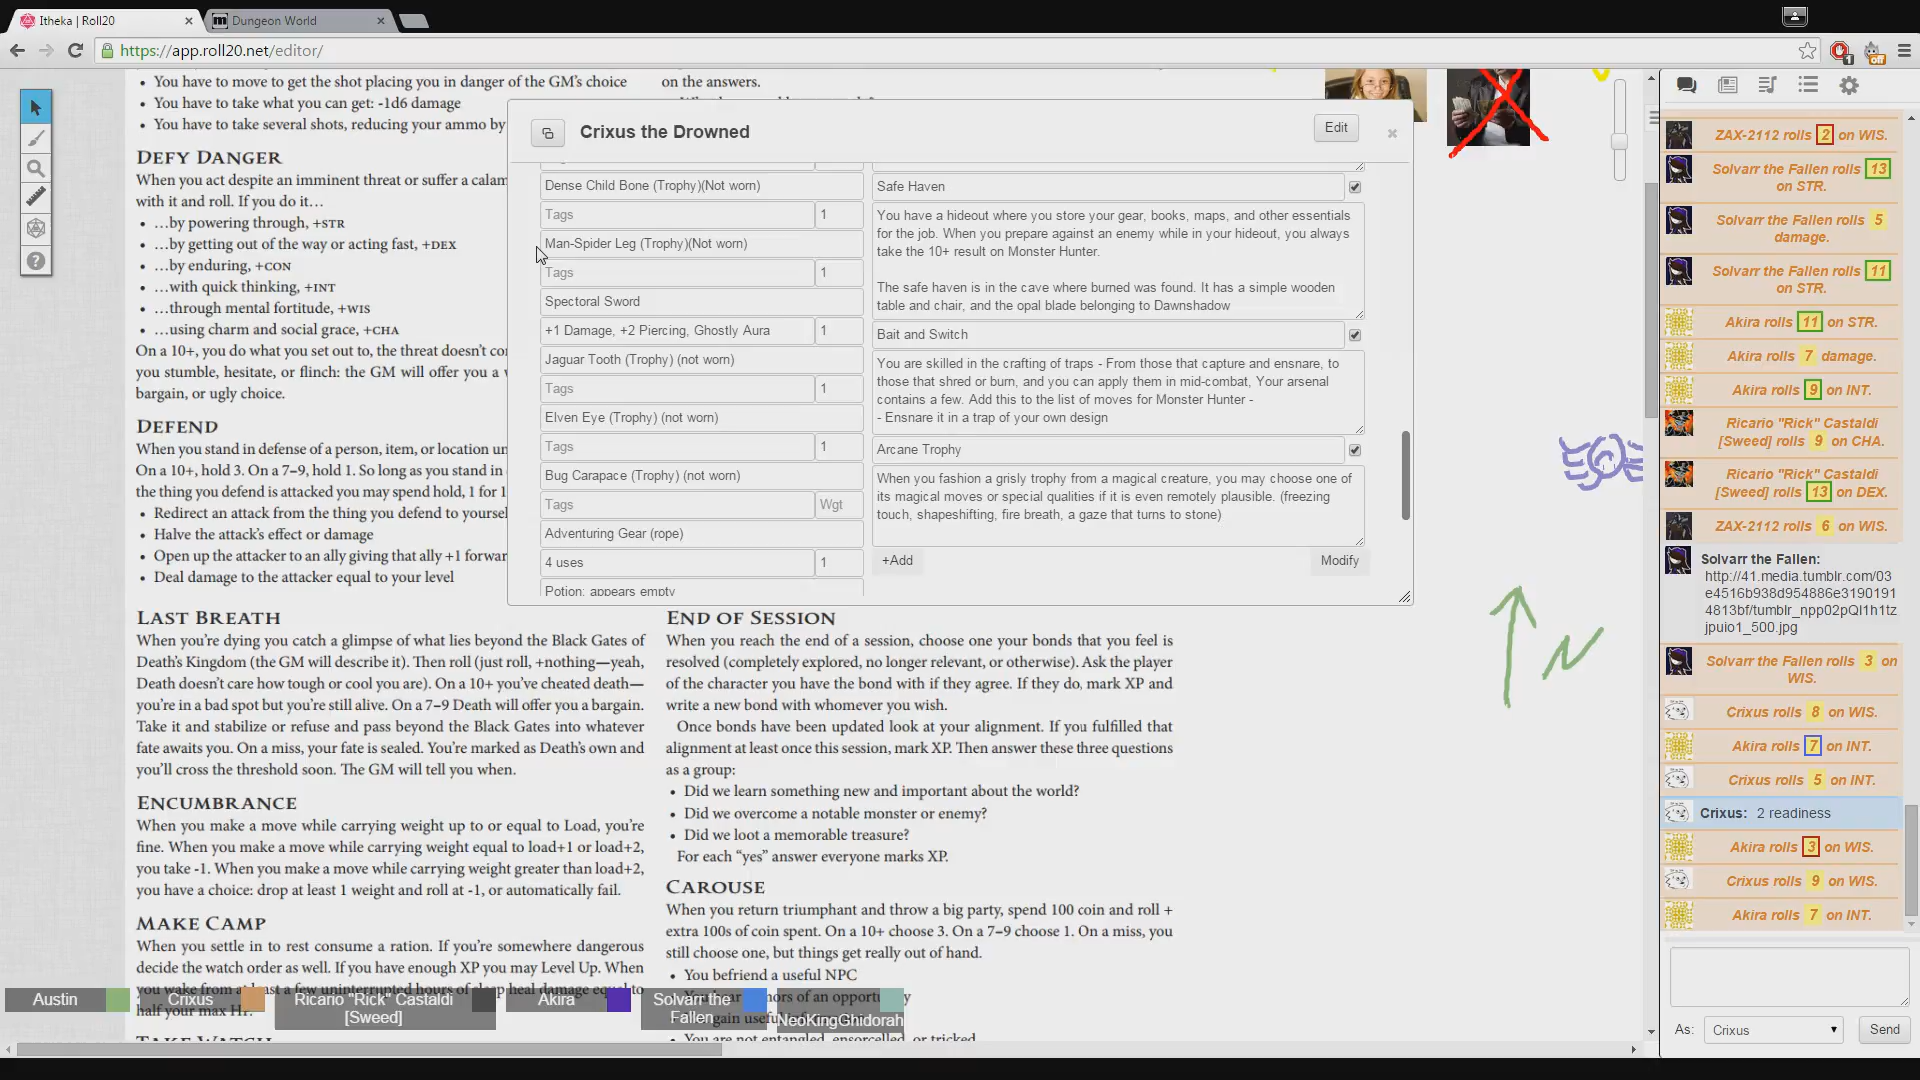 Itheka | Roll20
Dungeon World
https://app.roll20.net/editor/
• You have to move to get the shot placing you in danger of the GM's choice
• You have to take what you can get: -1d6 damage
• You have to take several shots, reducing your ammo by
DEFY DANGER
When you act despite an imminent threat or suffer a calam
with it and roll. If you do it…
• …by powering through, +STR
• …by getting out of the way or acting fast, +DEX
• …by enduring, +CON
• …with quick thinking, +INT
• …through mental fortitude, +WIS
• …using charm and social grace, +CHA
On a 10+, you do what you set out to, the threat doesn't co
you stumble, hesitate, or flinch: the GM will offer you a
bargain, or ugly choice.
DEFEND
When you stand in defense of a person, item, or location un
On a 10+, hold 3. On a 7–9, hold 1. So long as you stand in
the thing you defend is attacked you may spend hold, 1 for 1
• Redirect an attack from the thing you defend to yourse
• Halve the attack's effect or damage
• Open up the attacker to an ally giving that ally +1 forwar
• Deal damage to the attacker equal to your level
LAST BREATH
When you're dying you catch a glimpse of what lies beyond the Black Gates of
Death's Kingdom (the GM will describe it). Then roll (just roll, +nothing—yeah,
Death doesn't care how tough or cool you are). On a 10+ you've cheated death—
you're in a bad spot but you're still alive. On a 7–9 Death will offer you a bargain.
Take it and stabilize or refuse and pass beyond the Black Gates into whatever
fate awaits you. On a miss, your fate is sealed. You're marked as Death's own and
you'll cross the threshold soon. The GM will tell you when.
ENCUMBRANCE
When you make a move while carrying weight up to or equal to Load, you're
fine. When you make a move while carrying weight equal to load+1 or load+2,
you take -1. When you make a move while carrying weight greater than load+2,
you have a choice: drop at least 1 weight and roll at -1, or automatically fail.
MAKE CAMP
When you settle in to rest consume a ration. If you're somewhere dangerous
decide the watch order as well. If you have enough XP you may Level Up. When
you wake from at least a few uninterrupted hours of sleep heal damage equal to
half your max HP.
TAKE WATCH
on the answers.
Crixus the Drowned
Edit
Dense Child Bone (Trophy)(Not worn)
Tags 1
Man-Spider Leg (Trophy)(Not worn)
Tags 1
Spectoral Sword
+1 Damage, +2 Piercing, Ghostly Aura 1
Jaguar Tooth (Trophy) (not worn)
Tags 1
Elven Eye (Trophy) (not worn)
Tags 1
Bug Carapace (Trophy) (not worn)
Tags Wgt
Adventuring Gear (rope)
4 uses 1
Potion: appears empty
Safe Haven
You have a hideout where you store your gear, books, maps, and other essentials
for the job. When you prepare against an enemy while in your hideout, you always
take the 10+ result on Monster Hunter.
The safe haven is in the cave where burned was found. It has a simple wooden
table and chair, and the opal blade belonging to Dawnshadow
Bait and Switch
You are skilled in the crafting of traps - From those that capture and ensnare, to
those that shred or burn, and you can apply them in mid-combat, Your arsenal
contains a few. Add this to the list of moves for Monster Hunter -
- Ensnare it in a trap of your own design
Arcane Trophy
When you fashion a grisly trophy from a magical creature, you may choose one of
its magical moves or special qualities if it is even remotely plausible. (freezing
touch, shapeshifting, fire breath, a gaze that turns to stone)
+Add
Modify
END OF SESSION
When you reach the end of a session, choose one your bonds that you feel is
resolved (completely explored, no longer relevant, or otherwise). Ask the player
of the character you have the bond with if they agree. If they do, mark XP and
write a new bond with whomever you wish.
Once bonds have been updated look at your alignment. If you fulfilled that
alignment at least once this session, mark XP. Then answer these three questions
as a group:
• Did we learn something new and important about the world?
• Did we overcome a notable monster or enemy?
• Did we loot a memorable treasure?
For each “yes” answer everyone marks XP.
CAROUSE
When you return triumphant and throw a big party, spend 100 coin and roll +
extra 100s of coin spent. On a 10+ choose 3. On a 7–9 choose 1. On a miss, you
still choose one, but things get really out of hand.
• You befriend a useful NPC
rumors of an opportunity
gain useful information
• You are not entangled, ensorcelled, or tricked
N
Austin
Crixus
Ricario "Rick" Castaldi
[Sweed]
Akira
Solvarr the
Fallen
NeoKingGhidorah
ZAX-2112 rolls 2 on WIS.
Solvarr the Fallen rolls 13
on STR.
Solvarr the Fallen rolls 5
damage.
Solvarr the Fallen rolls 11
on STR.
Akira rolls 11 on STR.
Akira rolls 7 damage.
Akira rolls 9 on INT.
Ricario "Rick" Castaldi
[Sweed] rolls 9 on CHA.
Ricario "Rick" Castaldi
[Sweed] rolls 13 on DEX.
ZAX-2112 rolls 6 on WIS.
Solvarr the Fallen:
http://41.media.tumblr.com/03
e4516b938d954886e3190191
4813bf/tumblr_npp02pQl1h1tz
jpuio1_500.jpg
Solvarr the Fallen rolls 3 on
WIS.
Crixus rolls 8 on WIS.
Akira rolls 7 on INT.
Crixus rolls 5 on INT.
Crixus: 2 readiness
Akira rolls 3 on WIS.
Crixus rolls 9 on WIS.
Akira rolls 7 on INT.
As: Crixus
Send